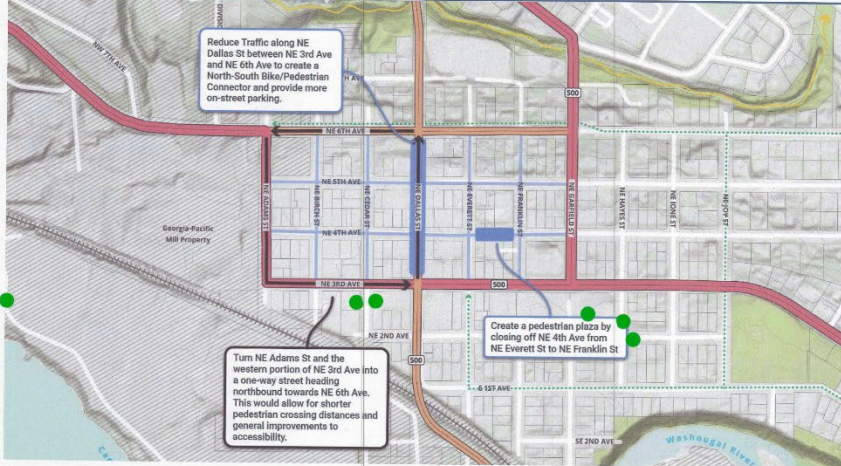 DIVISI
NW 7TH AVE
Reduce Traffic along NE
Dallas St between NE 3rd Ave
and NE 6th Ave to create a
North-South Bike/Pedestrian
Connector and provide more
on-street parking.
H AVE
500
NE 6TH AVE
NE 5TH AVE
NE ADAMS ST
NE BIRCH ST
NE CEDAR ST
NE DALLAS ST
NE EVERETT ST
NE FRANKLIN ST
NE GARFIELD ST
NE HAYES ST
NE IONE ST
NE JOY ST
Georgia-Pacific
Mill Property
NE 4TH AVE
NE 3RD AVE
500
NE 2ND AVE
Create a pedestrian plaza by
closing off NE 4th Ave from
NE Everett St to NE Franklin St
Turn NE Adams St and the
western portion of NE 3rd Ave into
a one-way street heading
northbound towards NE 6th Ave.
This would allow for shorter
pedestrian crossing distances and
general improvements to
accessibility.
500
E 1ST AVE
SE 2ND AVE
Washougal River